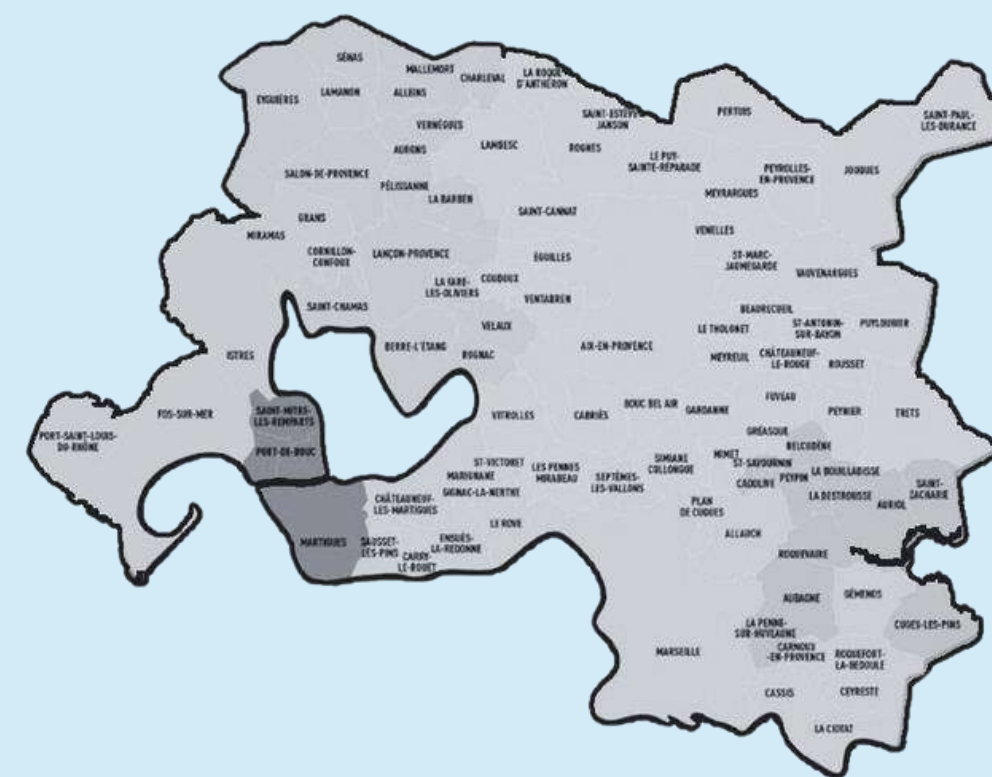 SÉNAS
MALLEMORT
CHARLEVAL
LA ROQUE
D'ANTHÉRON
EYGUIÈRES
LAMANON
ALLEINS
PERTUIS
SAINT-PAUL-
LES-DURANCE
SAINT-ESTÈVE-
JANSON
VERNÈGUES
AURONS
LAMBESC
ROGNES
LE PUY-
SAINTE-RÉPARADE
PEYROLLES-
EN-PROVENCE
JOUQUES
SALON-DE-PROVENCE
PÉLISSANNE
LA BARBEN
MEYRARGUES
GRANS
SAINT-CANNAT
MIRAMAS
VENELLES
CORNILLON-
CONFOUX
LANÇON-PROVENCE
ÉGUILLES
ST-MARC-
JAUMEGARDE
VAUVENARGUES
LA FARE-
LES-OLIVIERS
COUDOUX
VENTABREN
SAINT-CHAMAS
BEAURECUEIL
VELAUX
LE THOLONET
ST-ANTONIN-
SUR-BAYON
PUYLOUBIER
BERRE-L'ÉTANG
ROGNAC
AIX-EN-PROVENCE
ISTRES
MEYREUIL
CHÂTEAUNEUF-
LE-ROUGE
ROUSSET
FUVEAU
FOS-SUR-MER
SAINT-MITRE-
LES-REMPARTS
VITROLLES
CABRIÈS
BOUC BEL AIR
GARDANNE
PEYNIER
TRETS
PORT-SAINT-LOUIS-
DU-RHÔNE
PORT-DE-BOUC
GRÉASQUE
BELCODÈNE
ST-VICTORET
MARIGNANE
LES PENNES
MIRABEAU
SEPTÈMES-
LES-VALLONS
SIMIANE
COLLONGUE
MIMET
ST-SAVOURNIN
CADOLIVE
PEYPIN
LA BOUILLADISSE
GIGNAC-LA-NERTHE
CHÂTEAUNEUF-
LES-MARTIGUES
LA DESTROUSSE
SAINT-
ZACHARIE
AURIOL
PLAN
DE CUQUES
LE ROVE
ALLAUCH
MARTIGUES
SAUSSET-
LES-PINS
ENSUÈS-
LA-REDONNE
CARRY-
LE-ROUET
ROQUEVAIRE
AUBAGNE
GÉMENOS
LA PENNE-
SUR-HUVEAUNE
CUGES-LES-PINS
MARSEILLE
CARNOUX
-EN-PROVENCE
ROQUEFORT-
LA-BEDOULE
CASSIS
CEYRESTE
LA CIOTAT